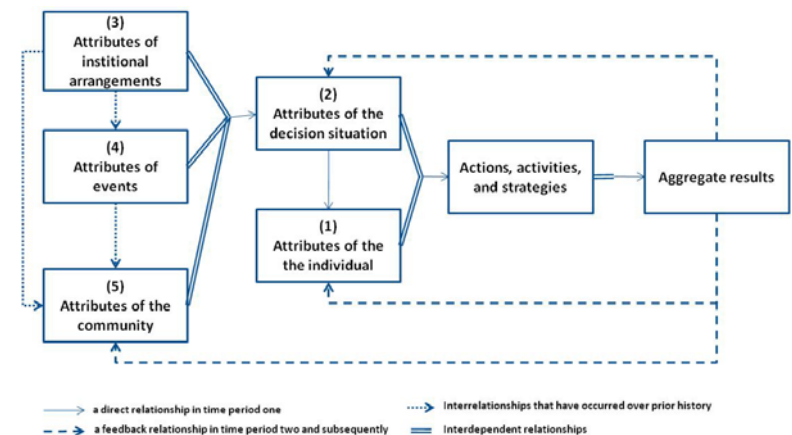 (3)
Attributes of
institional
arrangements
(4)
Attributes of
events
(5)
Attributes of the
community
(2)
Attributes of the
decision situation
(1)
Attributes of the
the individual
Actions, activities,
and strategies
Aggregate results
a direct relationship in time period one
a feedback relationship in time period two and subsequently
Interrelationships that have occurred over prior history
Interdependent relationships